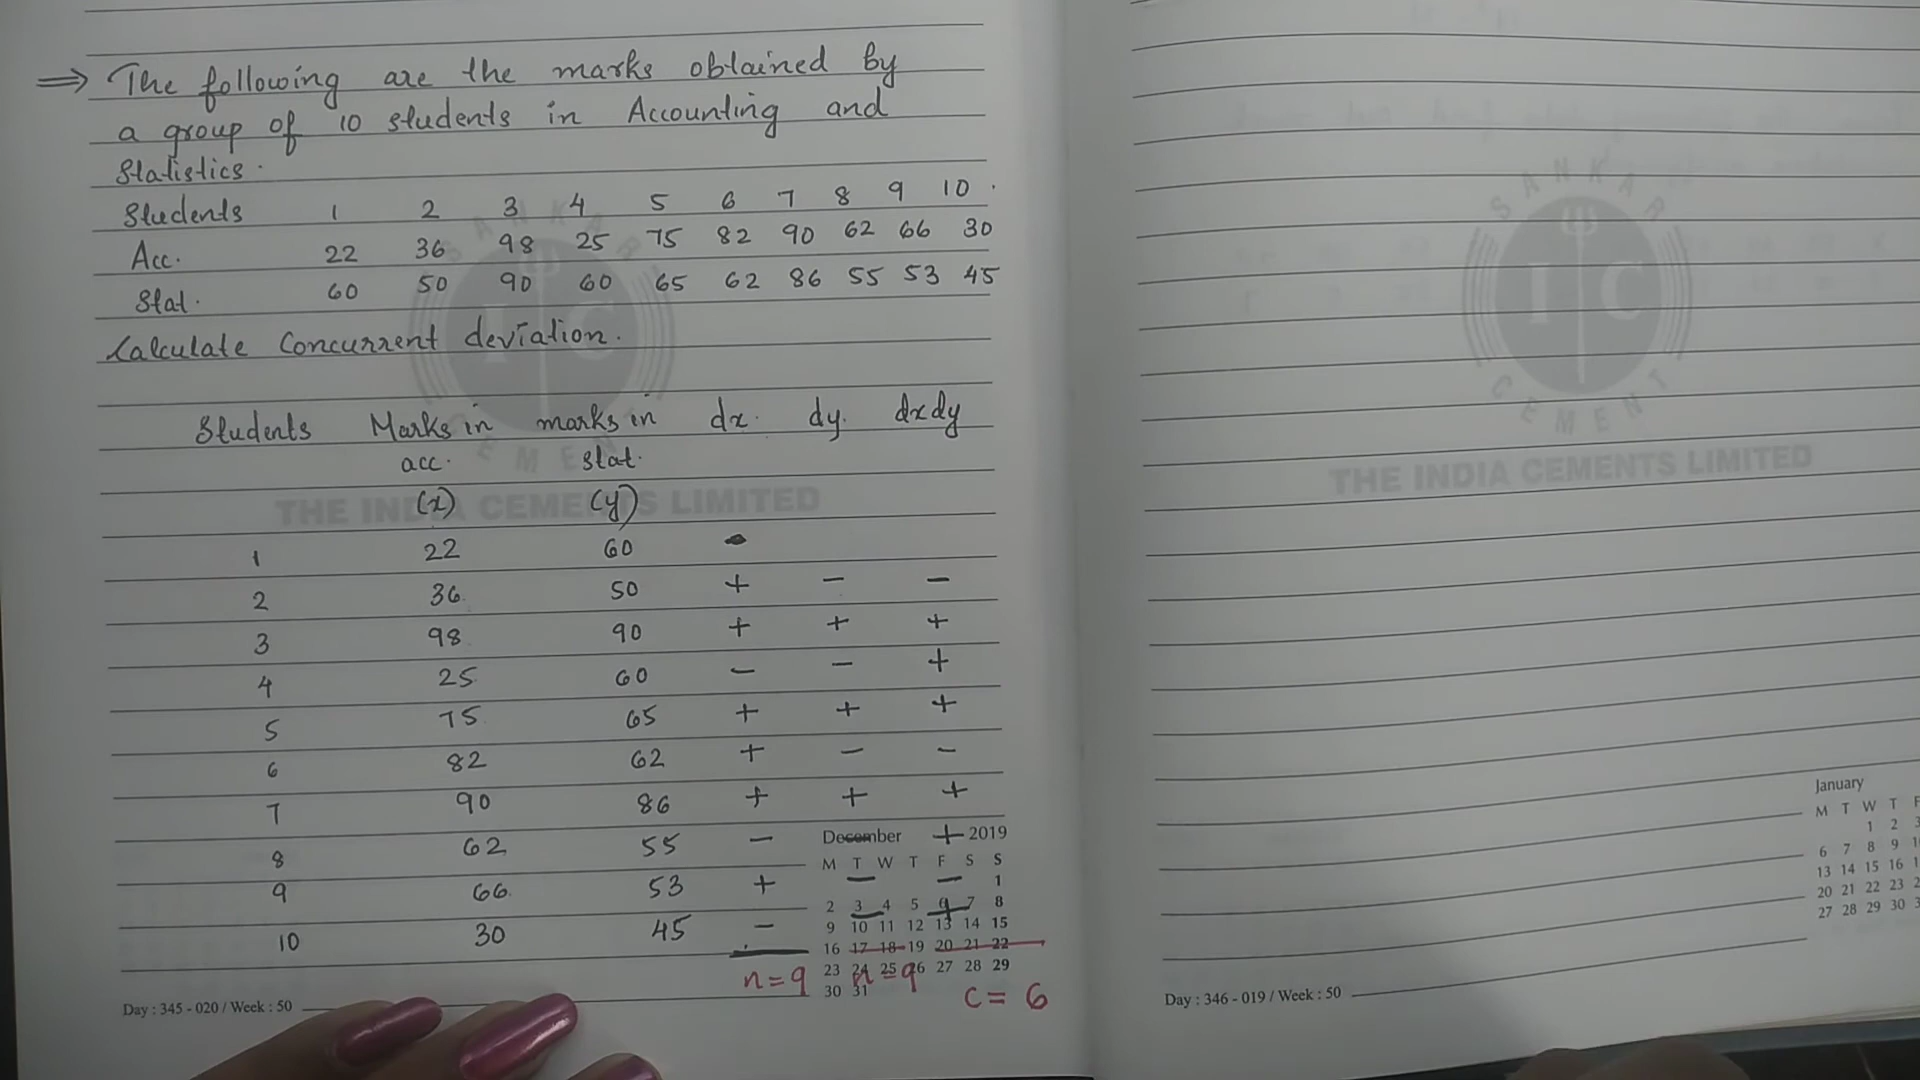 ⇒ The following are the marks obtained by
a group of 10 students in Accounting and
Statistics.
Students 1 2 3 4 5 6 7 8 9 10.
Acc. 22 36 98 25 75 82 90 62 66 30
Stat. 60 50 90 60 65 62 86 55 53 45
Calculate Concurrent deviation.
Students Marks in marks in dx. dy. dxdy
acc. stat.
(x) (y)
THE INDIA CEMENTS LIMITED
1 22 60
2 36 50 + − −
3 98 90 + + +
4 25 60 − − +
5 75 65 + + +
6 82 62 + − −
7 90 86 + + +
8 62 55 − − +
9 66 53 + − −
10 30 45 − − +
n=9 n=9
c = 6
December 2019
M T W T F S S
1
2 3 4 5 6 7 8
9 10 11 12 13 14 15
16 17 18 19 20 21 22
23 24 25 26 27 28 29
30 31
Day : 345 - 020 / Week : 50
SANKAR
ICC
CEMENT
THE INDIA CEMENTS LIMITED
January
M T W T F
1 2 3
6 7 8 9
13 14 15 16
20 21 22 23
27 28 29 30
Day : 346 - 019 / Week : 50